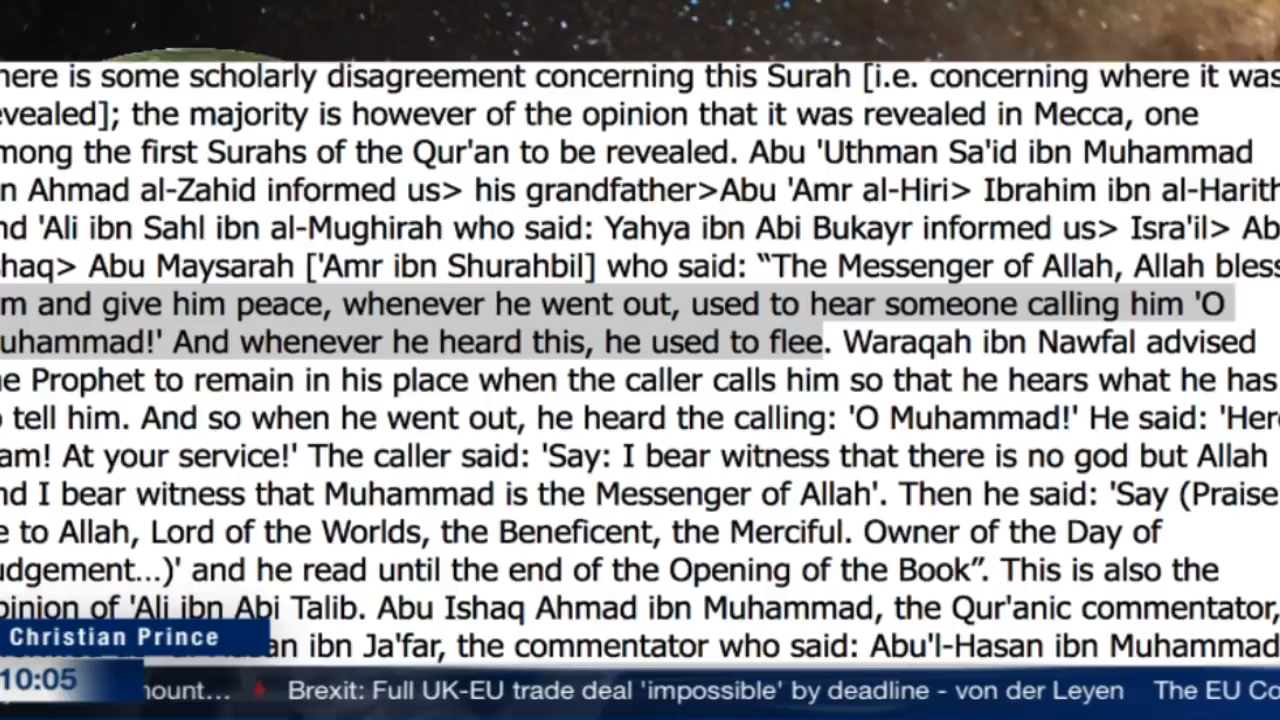 here is some scholarly disagreement concerning this Surah [i.e. concerning where it was
evealed]; the majority is however of the opinion that it was revealed in Mecca, one
mong the first Surahs of the Qur'an to be revealed. Abu 'Uthman Sa'id ibn Muhammad
n Ahmad al-Zahid informed us> his grandfather>Abu 'Amr al-Hiri> Ibrahim ibn al-Harith
nd 'Ali ibn Sahl ibn al-Mughirah who said: Yahya ibn Abi Bukayr informed us> Isra'il> Ab
shaq> Abu Maysarah ['Amr ibn Shurahbil] who said: “The Messenger of Allah, Allah bless
m and give him peace, whenever he went out, used to hear someone calling him 'O
uhammad!' And whenever he heard this, he used to flee. Waraqah ibn Nawfal advised
e Prophet to remain in his place when the caller calls him so that he hears what he has
o tell him. And so when he went out, he heard the calling: 'O Muhammad!' He said: 'Here
am! At your service!' The caller said: 'Say: I bear witness that there is no god but Allah
nd I bear witness that Muhammad is the Messenger of Allah'. Then he said: 'Say (Praise
e to Allah, Lord of the Worlds, the Beneficent, the Merciful. Owner of the Day of
udgement...)' and he read until the end of the Opening of the Book”. This is also the
pinion of 'Ali ibn Abi Talib. Abu Ishaq Ahmad ibn Muhammad, the Qur'anic commentator,
Christian Prince
an ibn Ja'far, the commentator who said: Abu'l-Hasan ibn Muhammad
10:05
ount... Brexit: Full UK-EU trade deal 'impossible' by deadline - von der Leyen The EU Co